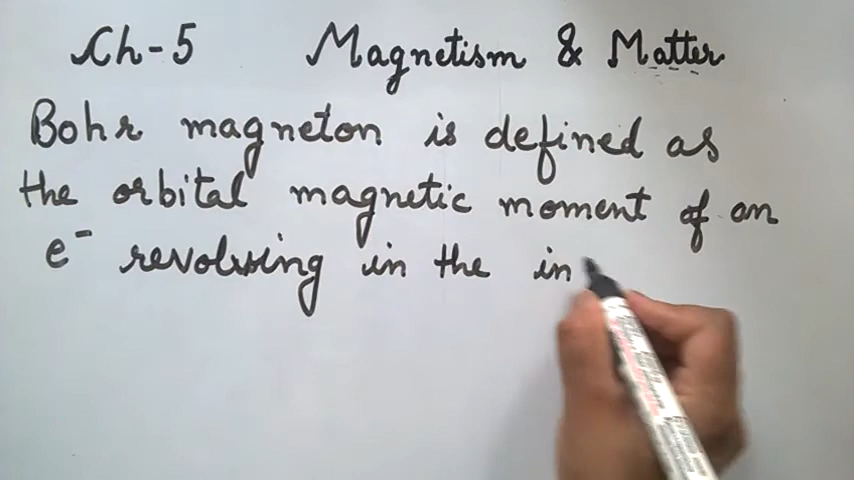 Ch-5 Magnetism & Matter
Bohr magneton is defined as
the orbital magnetic moment of an
e⁻ revolving in the in